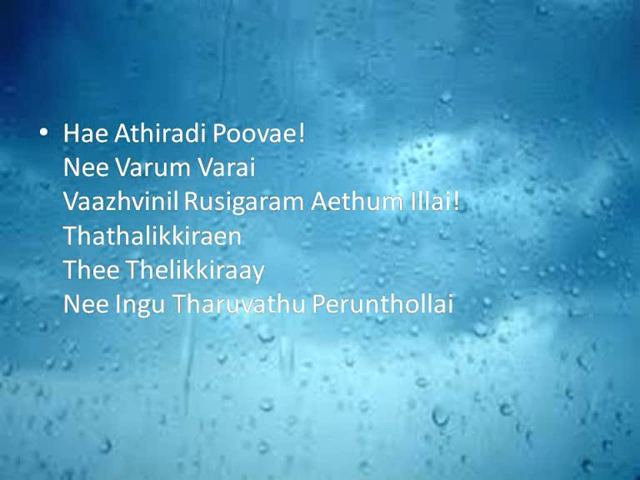 • Hae Athiradi Poovae!
Nee Varum Varai
Vaazhvinil Rusigaram Aethum Illai!
Thathalikkiraen
Thee Thelikkiraay
Nee Ingu Tharuvathu Perunthollai